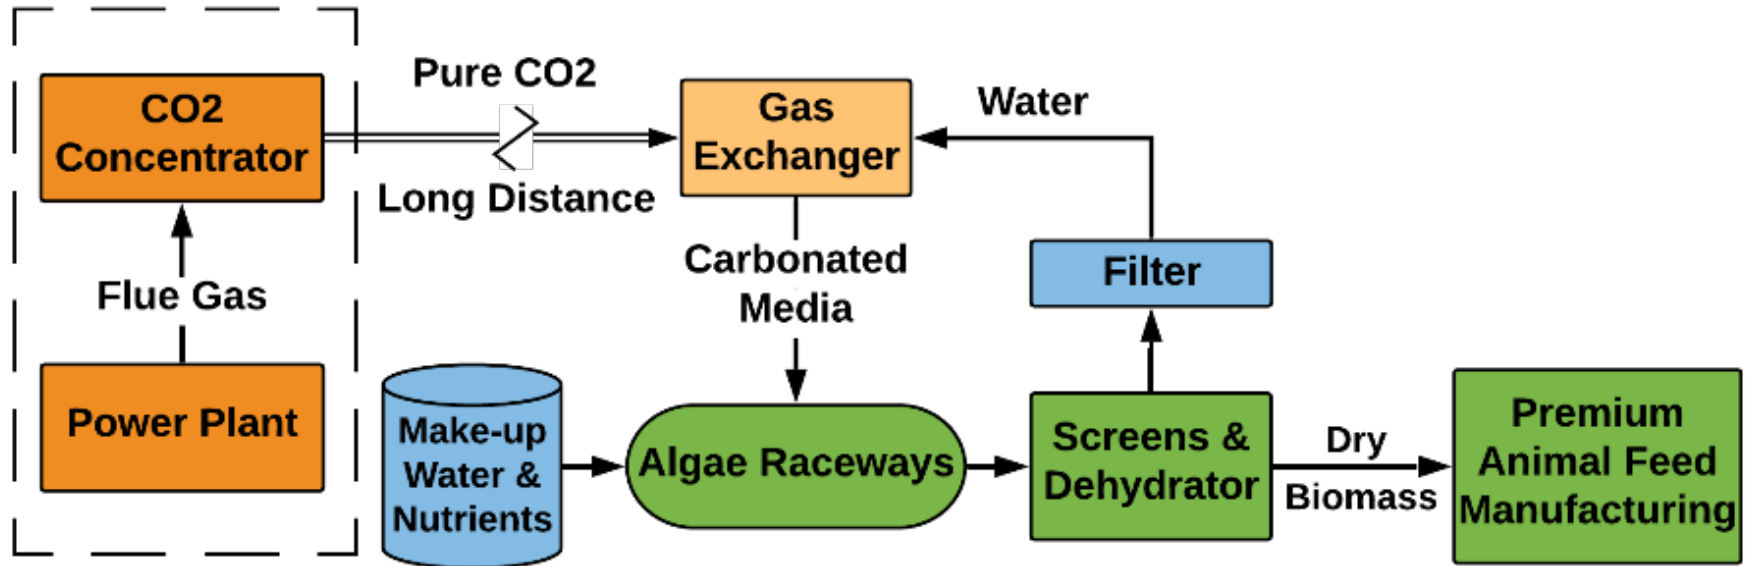 CO2
Concentrator
Flue Gas
Power Plant
Pure CO2
Long Distance
Gas
Exchanger
Water
Carbonated
Media
Filter
Make-up
Water &
Nutrients
Algae Raceways
Screens &
Dehydrator
Dry
Biomass
Premium
Animal Feed
Manufacturing